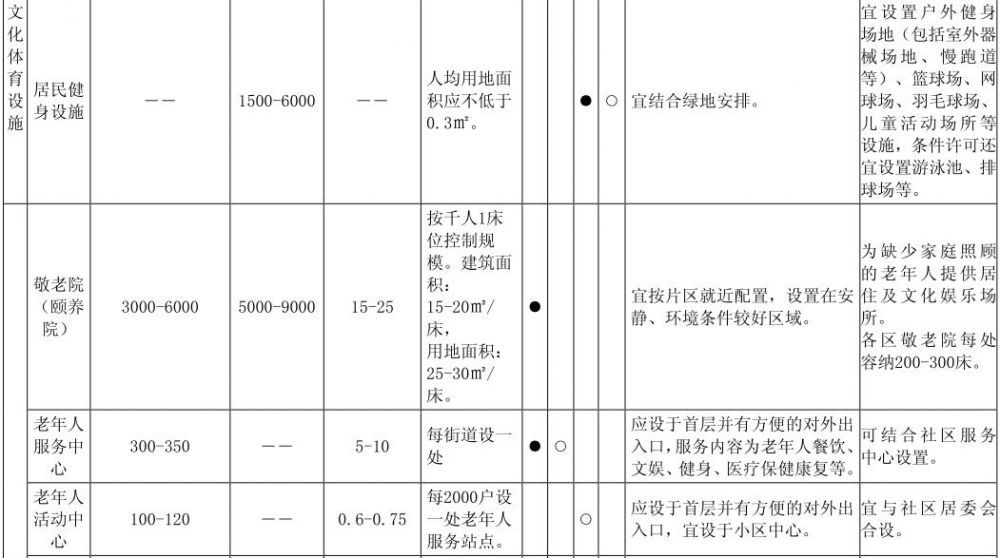 文
化
体
育
设
施
居民健
身设施
——
1500-6000
——
人均用地面
积应不低于
0.3㎡。
●
○
宜结合绿地安排。
宜设置户外健身
场地（包括室外器
械场地、慢跑道
等）、篮球场、网
球场、羽毛球场、
儿童活动场所等
设施，条件许可还
宜设置游泳池、排
球场等。
敬老院
（颐养
院）
3000-6000
5000-9000
15-25
按千人1床
位控制规
模。建筑面
积：
15-20㎡/
床，
用地面积：
25-30㎡/
床。
●
宜按片区就近配置，设置在安
静、环境条件较好区域。
为缺少家庭照顾
的老年人提供居
住及文化娱乐场
所。
各区敬老院每处
容纳200-300床。
老年人
服务中
心
300-350
——
5-10
每街道设一
处
●
○
应设于首层并有方便的对外出
入口，服务内容为老年人餐饮、
文娱、健身、医疗保健康复等。
可结合社区服务
中心设置。
老年人
活动中
心
100-120
——
0.6-0.75
每2000户设
一处老年人
服务站点。
○
应设于首层并有方便的对外出
入口，宜设于小区中心。
宜与社区居委会
合设。